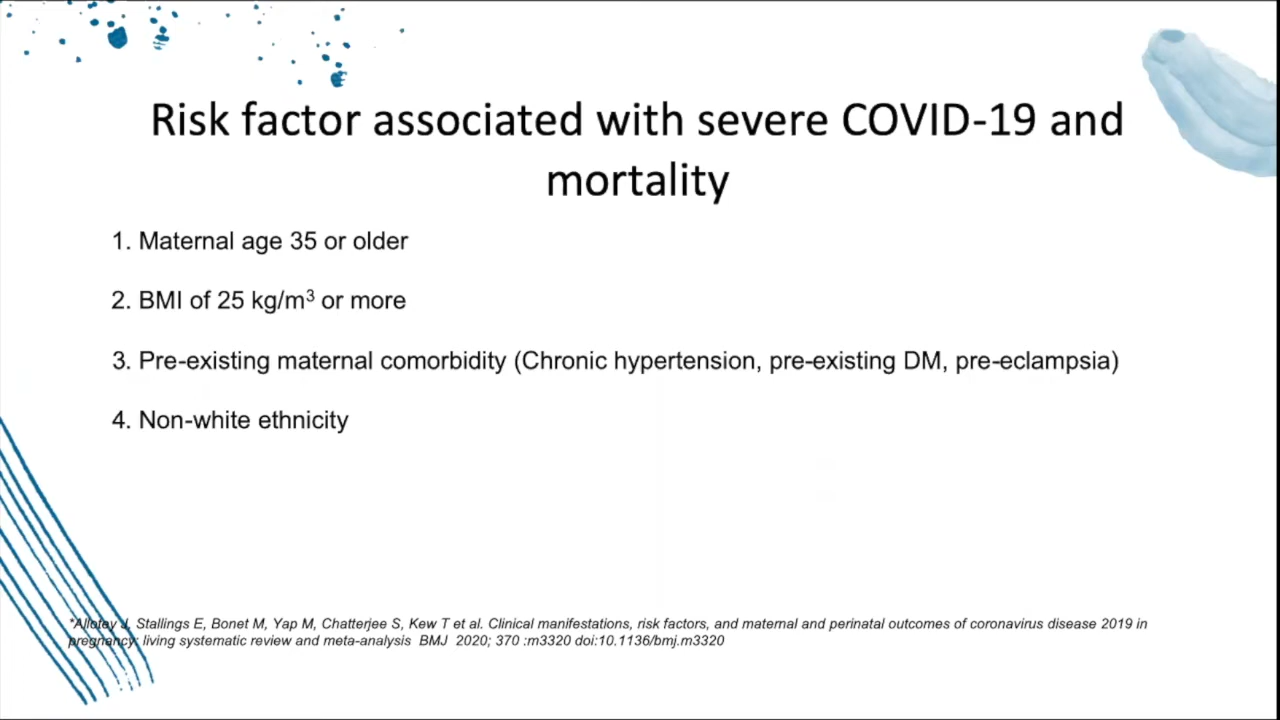 Risk factor associated with severe COVID-19 and
mortality
1. Maternal age 35 or older
2. BMI of 25 kg/m³ or more
3. Pre-existing maternal comorbidity (Chronic hypertension, pre-existing DM, pre-eclampsia)
4. Non-white ethnicity
*Allotey J, Stallings E, Bonet M, Yap M, Chatterjee S, Kew T et al. Clinical manifestations, risk factors, and maternal and perinatal outcomes of coronavirus disease 2019 in
pregnancy: living systematic review and meta-analysis BMJ 2020; 370 :m3320 doi:10.1136/bmj.m3320